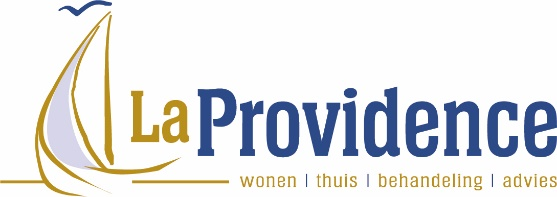 La Providence
wonen | thuis | behandeling | advies